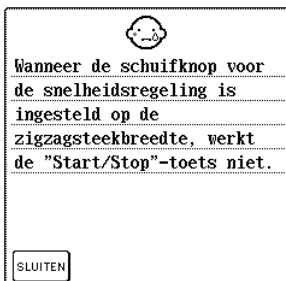 Wanneer de schuifknop voor
de snelheidsregeling is
ingesteld op de
zigzagsteekbreedte, werkt
de "Start/Stop"-toets niet.
SLUITEN